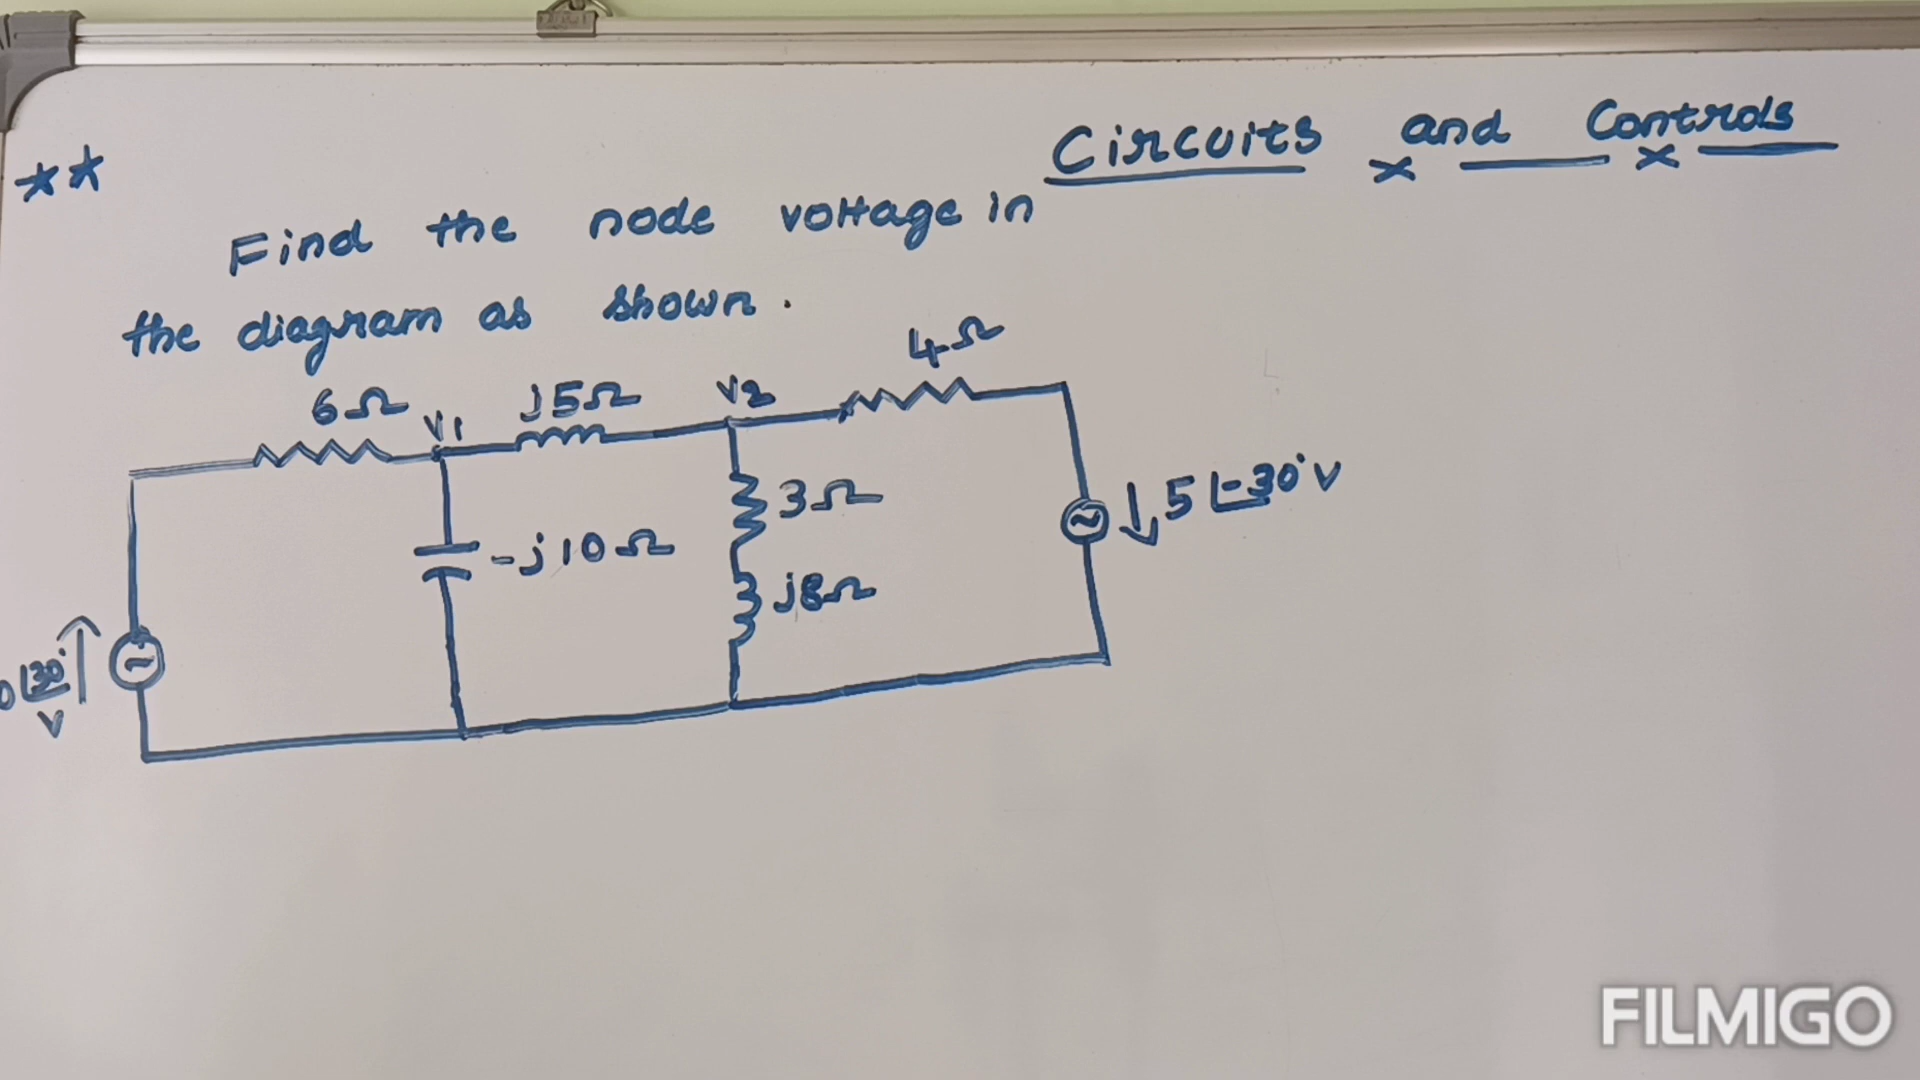 Circuits and Controls
**
Find the node voltage in
the diagram as shown.
6Ω
V1
j5Ω
V2
4Ω
-j10Ω
3Ω
j8Ω
5∠-30° V
0∠30°
V
FILMIGO